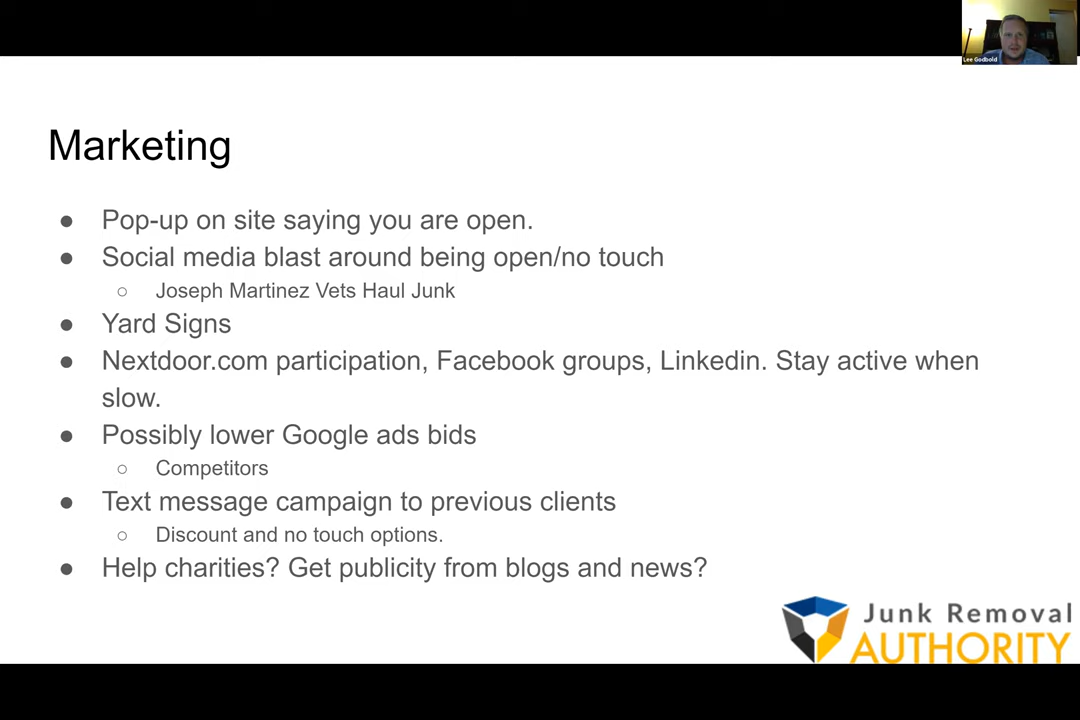 Lee Godbold
Marketing
● Pop-up on site saying you are open.
● Social media blast around being open/no touch
○ Joseph Martinez Vets Haul Junk
● Yard Signs
● Nextdoor.com participation, Facebook groups, Linkedin. Stay active when
slow.
● Possibly lower Google ads bids
○ Competitors
● Text message campaign to previous clients
○ Discount and no touch options.
● Help charities? Get publicity from blogs and news?
Junk Removal
AUTHORITY